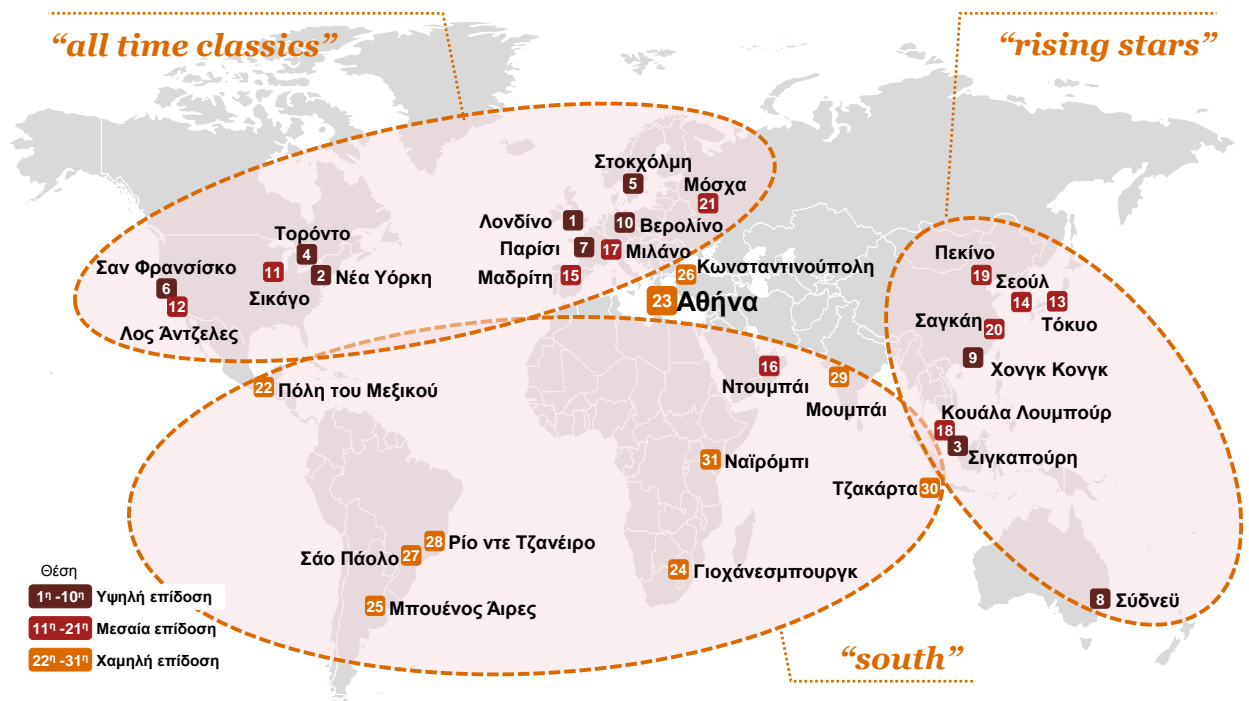 “all time classics”
“rising stars”
Στοκχόλμη
5
Μόσχα
21
Λονδίνο
1
10
Βερολίνο
Παρίσι
7
17
Μιλάνο
Μαδρίτη
15
26
Κωνσταντινούπολη
23
Αθήνα
Τορόντο
4
Σαν Φρανσίσκο
6
11
Σικάγο
2
Νέα Υόρκη
12
Λος Άντζελες
Πεκίνο
19
Σεούλ
14
13
Τόκυο
Σαγκάη
20
9
Χονγκ Κονγκ
Κουάλα Λουμπούρ
18
3
Σιγκαπούρη
22
Πόλη του Μεξικού
16
Ντουμπάι
29
Μουμπάι
31
Ναϊρόμπι
Τζακάρτα
30
28
Ρίο ντε Τζανέιρο
Σάο Πάολο
27
24
Γιοχάνεσμπουργκ
25
Μπουένος Άιρες
8
Σύδνεϋ
“south”
Θέση
1η -10η Υψηλή επίδοση
11η -21η Μεσαία επίδοση
22η -31η Χαμηλή επίδοση